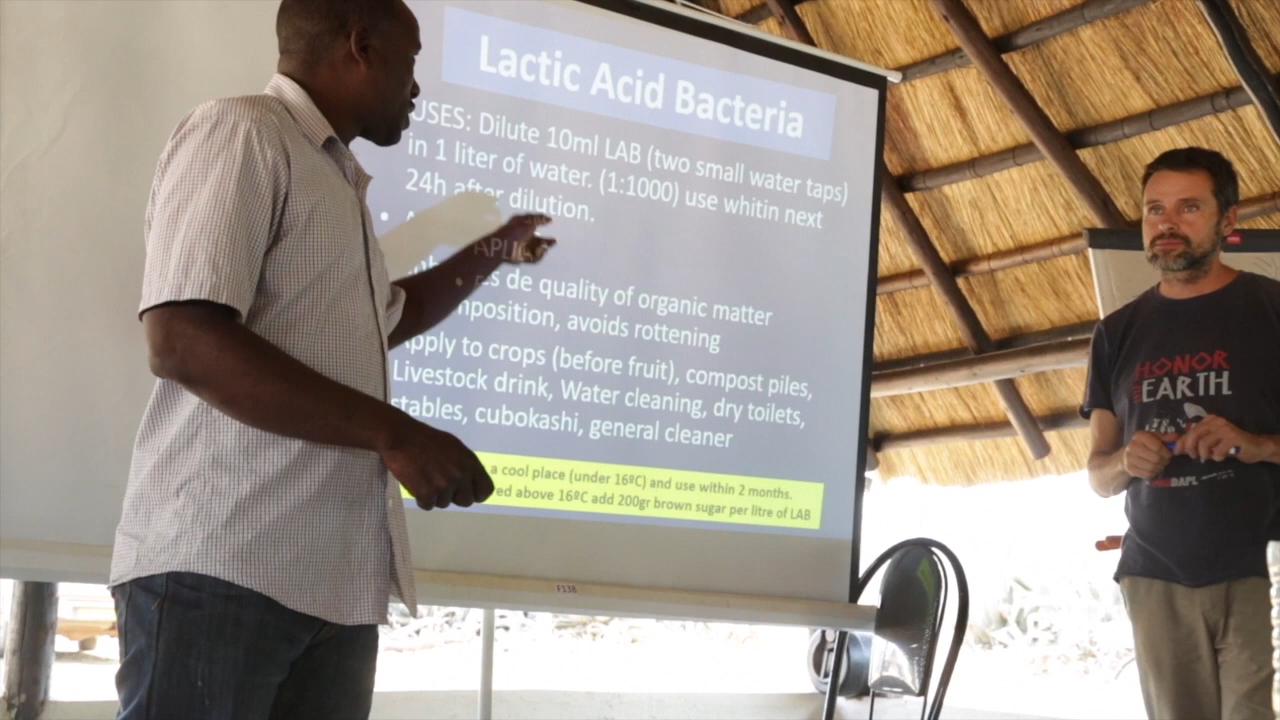 Lactic Acid Bacteria
USES: Dilute 10ml LAB (two small water taps)
in 1 liter of water. (1:1000) use whitin next
24h after dilution.
de quality of organic matter
avoids rottening
Apply to crops (before fruit), compost piles,
Livestock drink, Water cleaning, dry toilets,
stables, cubokashi, general cleaner
a cool place (under 16ºC) and use within 2 months.
above 16ºC add 200gr brown sugar per litre of LAB
F138
HONOR
EARTH